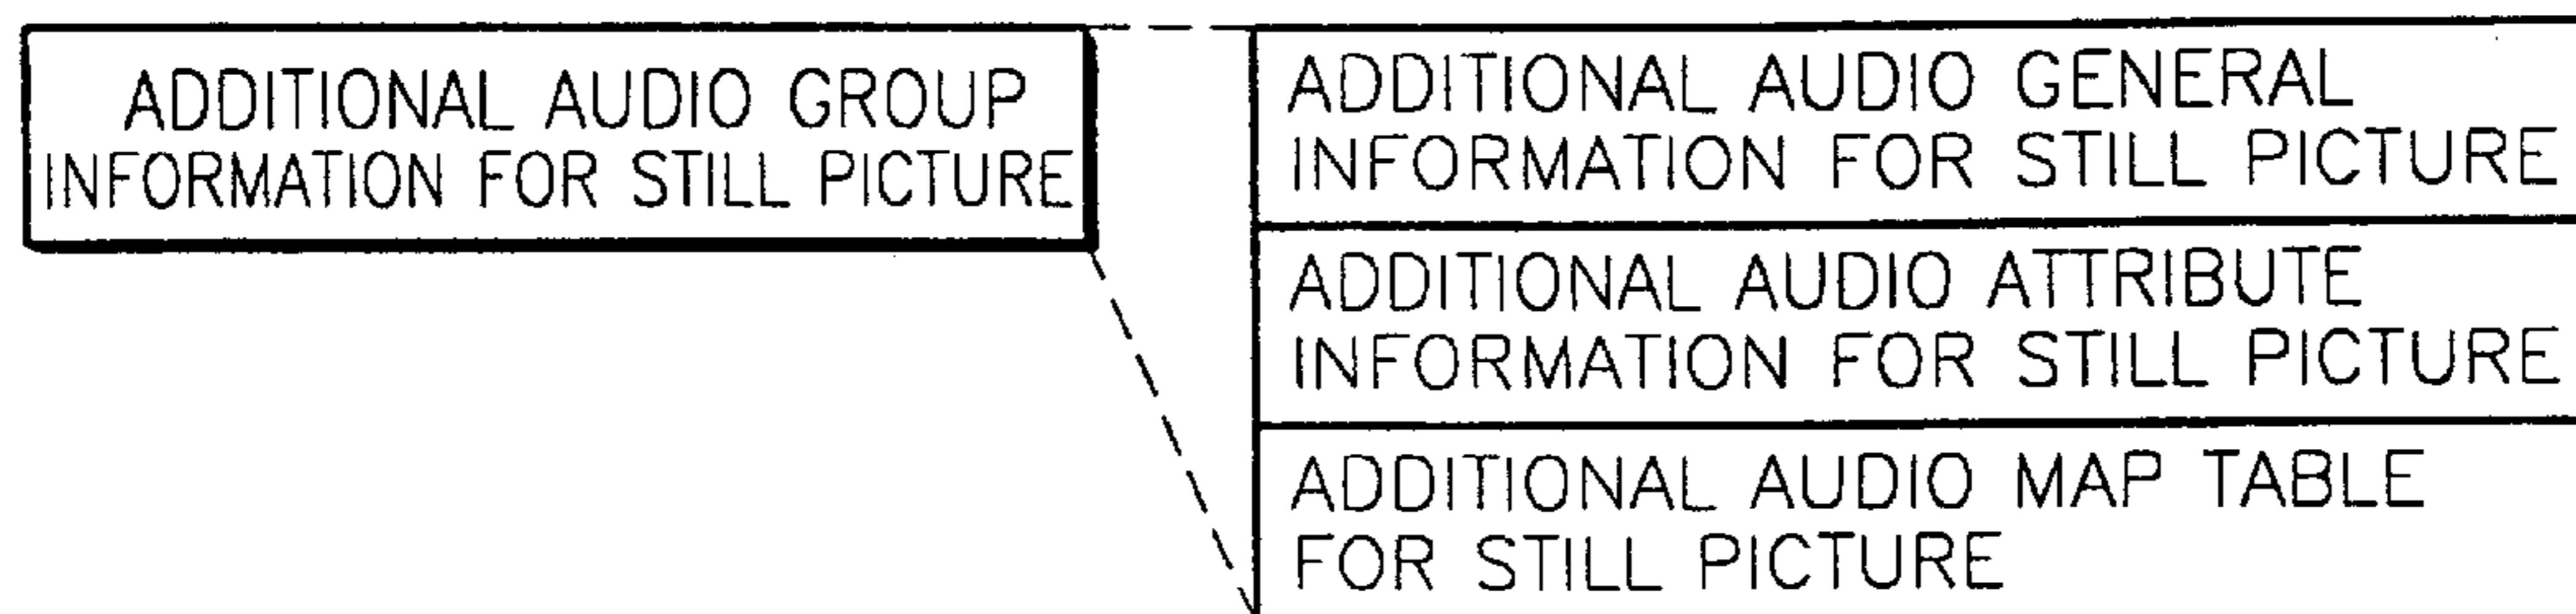 ADDITIONAL AUDIO GROUP
INFORMATION FOR STILL PICTURE
ADDITIONAL AUDIO GENERAL
INFORMATION FOR STILL PICTURE
ADDITIONAL AUDIO ATTRIBUTE
INFORMATION FOR STILL PICTURE
ADDITIONAL AUDIO MAP TABLE
FOR STILL PICTURE